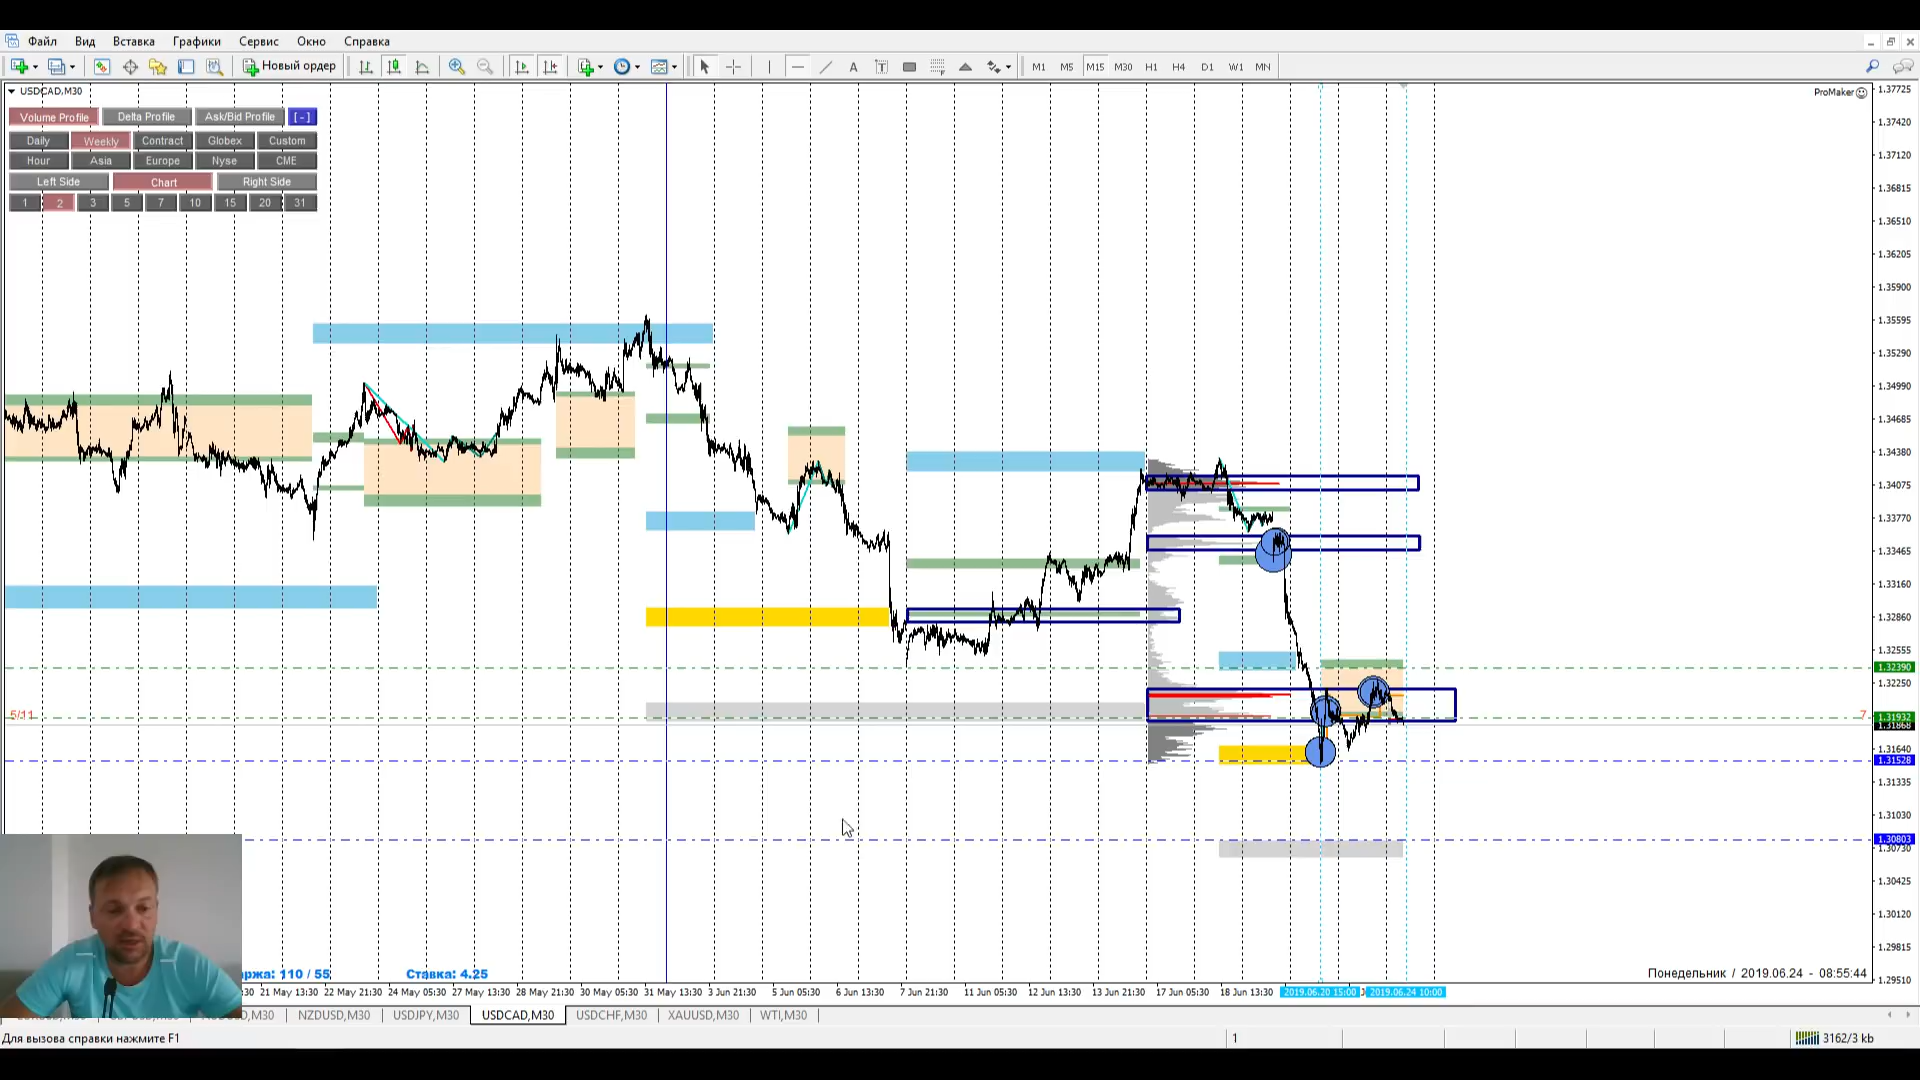 Файл Вид Вставка Графики Сервис Окно Справка
Новый ордер A T M1 M5 M15 M30 H1 H4 D1 W1 MN
USDCAD,M30
ProMaker
Volume Profile Delta Profile Ask/Bid Profile [-]
Daily Weekly Contract Globex Custom
Hour Asia Europe Nyse CME
Left Side Chart Right Side
1 2 3 5 7 10 15 20 31
1.37725
1.37420
1.37120
1.36815
1.36510
1.36205
1.35900
1.35595
1.35290
1.34990
1.34685
1.34380
1.34075
1.33770
1.33465
1.33160
1.32860
1.32555
1.32390
1.32250
5/11
7
1.31932
1.31868
1.31640
1.31528
1.31335
1.31030
1.30803
1.30730
1.30425
1.30120
1.29815
1.29510
110 / 55 Ставка: 4.25
Понедельник / 2019.06.24 - 08:55:44
21 May 13:30 22 May 21:30 24 May 05:30 27 May 13:30 28 May 21:30 30 May 05:30 31 May 13:30 3 Jun 21:30 5 Jun 05:30 6 Jun 13:30 7 Jun 21:30 11 Jun 05:30 12 Jun 13:30 13 Jun 21:30 17 Jun 05:30 18 Jun 13:30 2019.06.20 15:00 2019.06.24 10:00
NZDUSD,M30 USDJPY,M30 USDCAD,M30 USDCHF,M30 XAUUSD,M30 WTI,M30
Для вызова справки нажмите F1
1
3162/3 kb